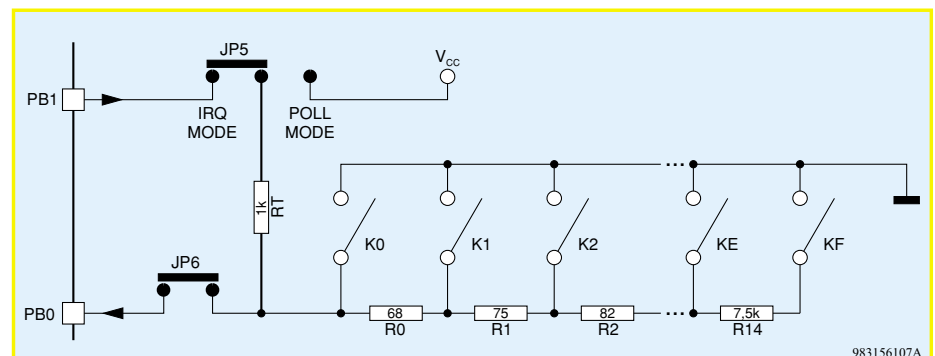 JP5
V_CC
PB1
IRQ
MODE
POLL
MODE
1k
RT
K0
K1
K2
KE
KF
JP6
PB0
68
R0
75
R1
82
R2
7,5k
R14
...
...
983156107A